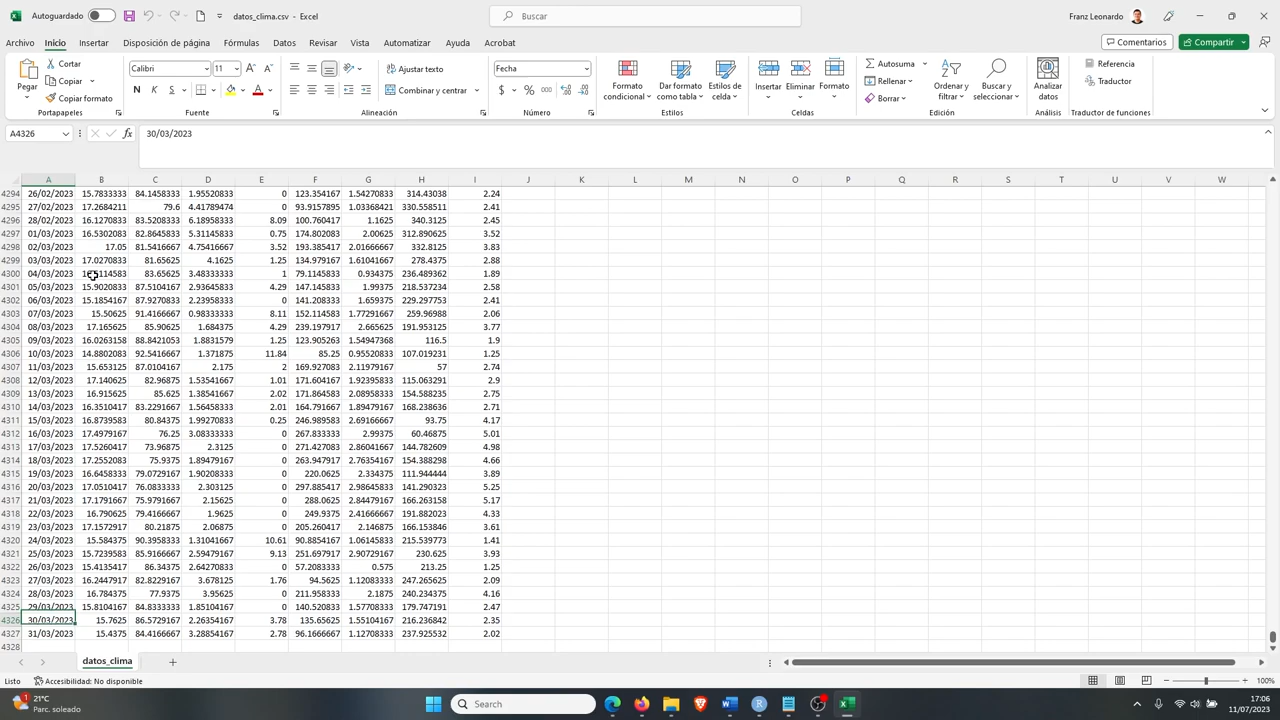 Autoguardado datos_clima.csv - Excel Buscar Franz Leonardo
Archivo Inicio Insertar Disposición de página Fórmulas Datos Revisar Vista Automatizar Ayuda Acrobat Comentarios Compartir
Pegar Cortar Copiar Copiar formato Portapapeles
Calibri 11 N K S Fuente
Ajustar texto Combinar y centrar Alineación
Fecha $ % 000 Número
Formato condicional Dar formato como tabla Estilos de celda Estilos
Insertar Eliminar Formato Celdas
Autosuma Rellenar Borrar Ordenar y filtrar Buscar y seleccionar Edición
Analizar datos Análisis
Referencia Traductor Traductor de funciones
A4326 fx 30/03/2023
A B C D E F G H I J K L M N O P Q R S T U V W
4294 26/02/2023 15.7833333 84.1458333 1.95520833 0 123.354167 1.54270833 314.43038 2.24
4295 27/02/2023 17.2684211 79.6 4.41789474 0 93.9157895 1.03368421 330.558511 2.41
4296 28/02/2023 16.1270833 83.5208333 6.18958333 8.09 100.760417 1.1625 340.3125 2.45
4297 01/03/2023 16.5302083 82.8645833 5.31145833 0.75 174.802083 2.00625 312.890625 3.52
4298 02/03/2023 17.05 81.5416667 4.75416667 3.52 193.385417 2.01666667 332.8125 3.83
4299 03/03/2023 17.0270833 81.65625 4.1625 1.25 134.979167 1.61041667 278.4375 2.88
4300 04/03/2023 83.65625 3.48333333 1 79.1145833 0.934375 236.489362 1.89
4301 05/03/2023 15.9020833 87.5104167 2.93645833 4.29 147.145833 1.99375 218.537234 2.58
4302 06/03/2023 15.1854167 87.9270833 2.23958333 0 141.208333 1.659375 229.297753 2.41
4303 07/03/2023 15.50625 91.4166667 0.98333333 8.11 152.114583 1.77291667 259.96988 2.06
4304 08/03/2023 17.165625 85.90625 1.684375 4.29 239.197917 2.665625 191.953125 3.77
4305 09/03/2023 16.0263158 88.8421053 1.8831579 1.25 123.905263 1.54947368 116.5 1.9
4306 10/03/2023 14.8802083 92.5416667 1.371875 11.84 85.25 0.95520833 107.019231 1.25
4307 11/03/2023 15.653125 87.0104167 2.175 2 169.927083 2.11979167 57 2.74
4308 12/03/2023 17.140625 82.96875 1.53541667 1.01 171.604167 1.92395833 115.063291 2.9
4309 13/03/2023 16.915625 85.625 1.38541667 2.02 171.864583 2.08958333 154.588235 2.75
4310 14/03/2023 16.3510417 83.2291667 1.56458333 2.01 164.791667 1.89479167 168.238636 2.71
4311 15/03/2023 16.8739583 80.84375 1.99270833 0.25 246.989583 2.69166667 93.75 4.17
4312 16/03/2023 17.4979167 76.25 3.08333333 0 267.833333 2.99375 60.46875 5.01
4313 17/03/2023 17.5260417 73.96875 2.3125 0 271.427083 2.86041667 144.782609 4.98
4314 18/03/2023 17.2552083 75.9375 1.89479167 0 263.947917 2.76354167 154.388298 4.66
4315 19/03/2023 16.6458333 79.0729167 1.90208333 0 220.0625 2.334375 111.944444 3.89
4316 20/03/2023 17.0510417 76.0833333 2.303125 0 297.885417 2.98645833 141.290323 5.25
4317 21/03/2023 17.1791667 75.9791667 2.15625 0 288.0625 2.84479167 166.263158 5.17
4318 22/03/2023 16.790625 79.4166667 1.9625 0 249.9375 2.41666667 191.882023 4.33
4319 23/03/2023 17.1572917 80.21875 2.06875 0 205.260417 2.146875 166.153846 3.61
4320 24/03/2023 15.584375 90.3958333 1.31041667 10.61 90.8854167 1.06145833 215.539773 1.41
4321 25/03/2023 15.7239583 85.9166667 2.59479167 9.13 251.697917 2.90729167 230.625 3.93
4322 26/03/2023 15.4135417 86.34375 2.64270833 0 57.2083333 0.575 213.25 1.25
4323 27/03/2023 16.2447917 82.8229167 3.678125 1.76 94.5625 1.12083333 247.265625 2.09
4324 28/03/2023 16.784375 77.9375 3.95625 0 211.958333 2.1875 240.234375 4.16
4325 29/03/2023 15.8104167 84.8333333 1.85104167 0 140.520833 1.57708333 179.747191 2.47
4326 30/03/2023 15.7625 86.5729167 2.26354167 3.78 135.65625 1.55104167 216.236842 2.35
4327 31/03/2023 15.4375 84.4166667 3.28854167 2.78 96.1666667 1.12708333 237.925532 2.02
4328
datos_clima
Listo Accesibilidad: No disponible 100%
21°C
Parc. soleado
Search
17:06
11/07/2023